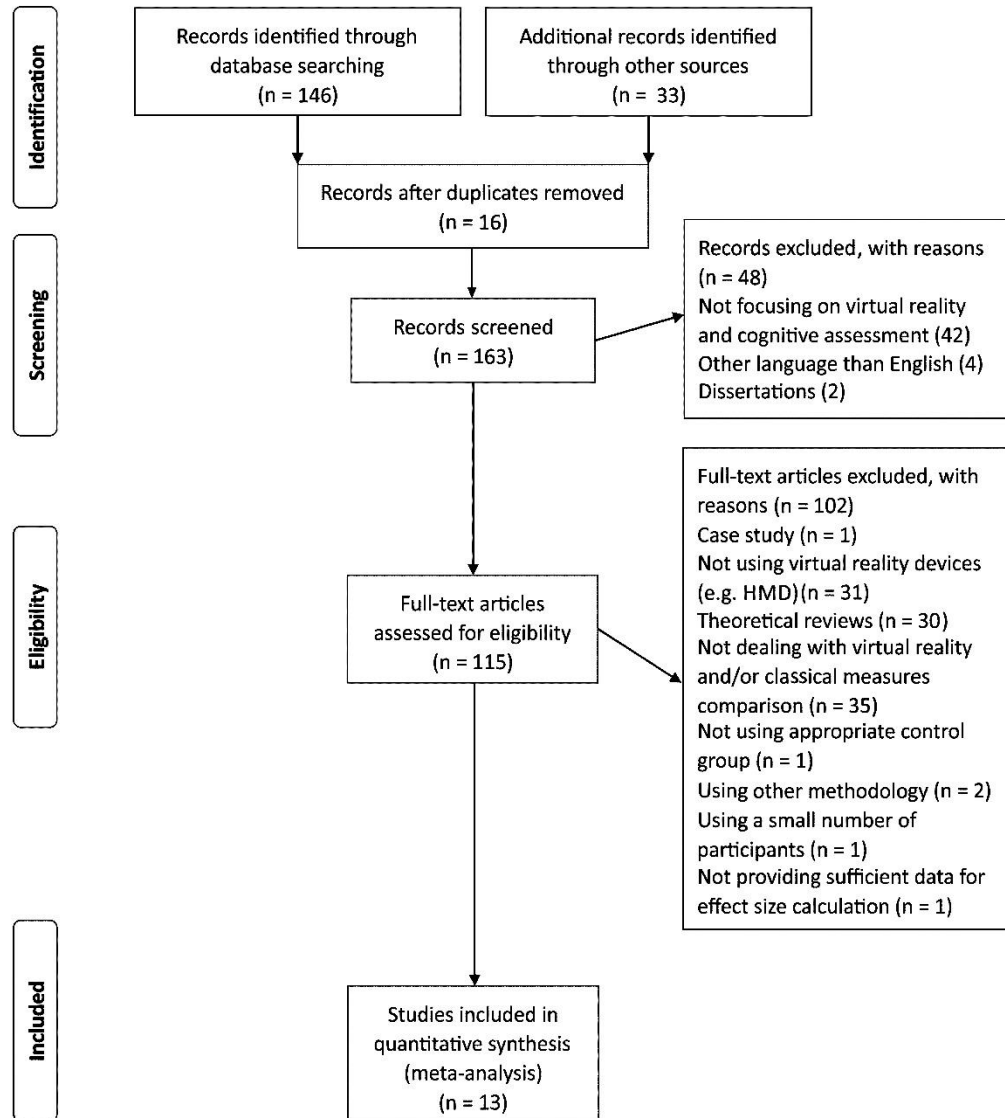 Identification
Records identified through
database searching
(n = 146)
Additional records identified
through other sources
(n = 33)
Records after duplicates removed
(n = 16)
Screening
Records screened
(n = 163)
Records excluded, with reasons
(n = 48)
Not focusing on virtual reality
and cognitive assessment (42)
Other language than English (4)
Dissertations (2)
Eligibility
Full-text articles
assessed for eligibility
(n = 115)
Full-text articles excluded, with
reasons (n = 102)
Case study (n = 1)
Not using virtual reality devices
(e.g. HMD)(n = 31)
Theoretical reviews (n = 30)
Not dealing with virtual reality
and/or classical measures
comparison (n = 35)
Not using appropriate control
group (n = 1)
Using other methodology (n = 2)
Using a small number of
participants (n = 1)
Not providing sufficient data for
effect size calculation (n = 1)
Included
Studies included in
quantitative synthesis
(meta-analysis)
(n = 13)